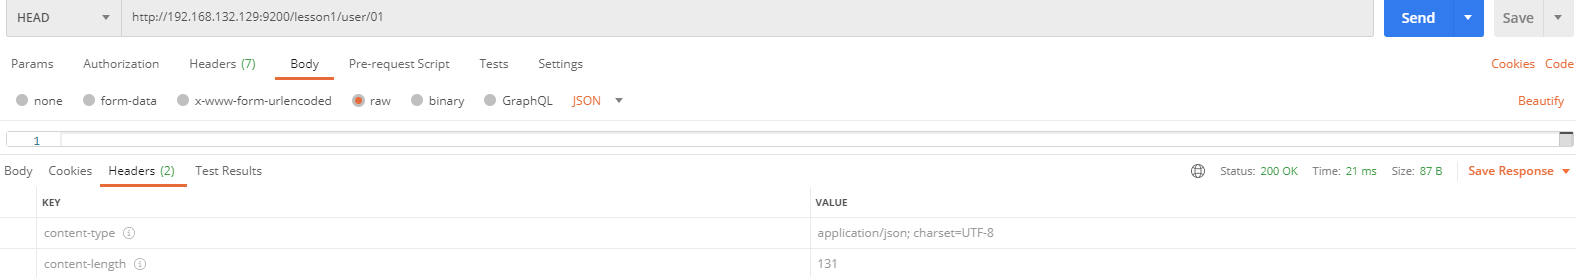 HEAD http://192.168.132.129:9200/lesson1/user/01 Send Save
Params Authorization Headers (7) Body Pre-request Script Tests Settings Cookies Code
none form-data x-www-form-urlencoded raw binary GraphQL JSON Beautify
1
Body Cookies Headers (2) Test Results Status: 200 OK Time: 21 ms Size: 87 B Save Response
KEY VALUE
content-type application/json; charset=UTF-8
content-length 131